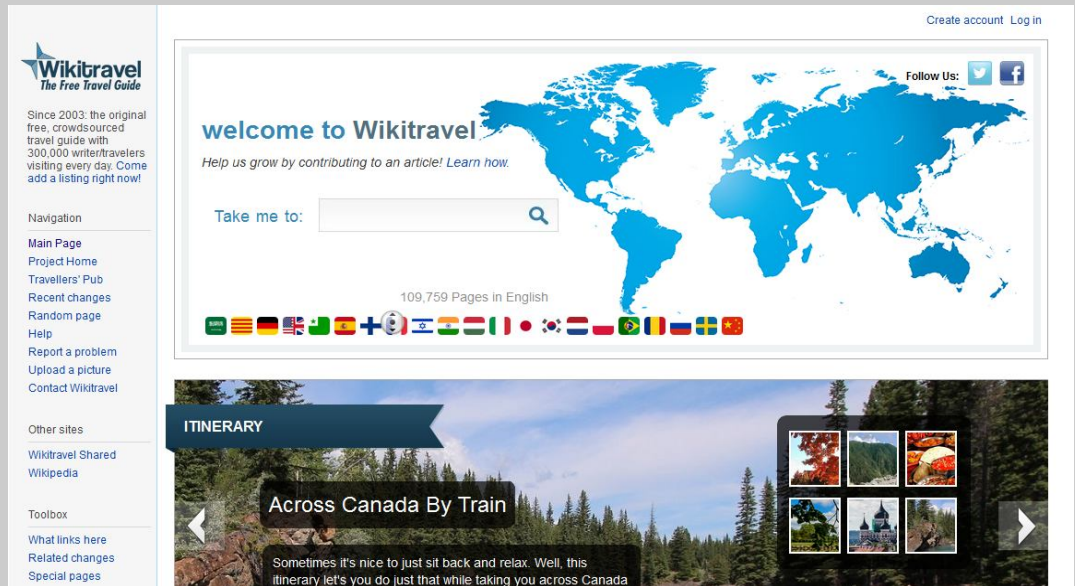 Create account Log in
Wikitravel
The Free Travel Guide
Since 2003: the original
free, crowdsourced
travel guide with
300,000 writer/travelers
visiting every day. Come
add a listing right now!
Navigation
Main Page
Project Home
Travellers' Pub
Recent changes
Random page
Help
Report a problem
Upload a picture
Contact Wikitravel
Other sites
Wikitravel Shared
Wikipedia
Toolbox
What links here
Related changes
Special pages
Follow Us:
welcome to Wikitravel
Help us grow by contributing to an article! Learn how.
Take me to:
109,759 Pages in English
ITINERARY
Across Canada By Train
Sometimes it's nice to just sit back and relax. Well, this
itinerary let's you do just that while taking you across Canada